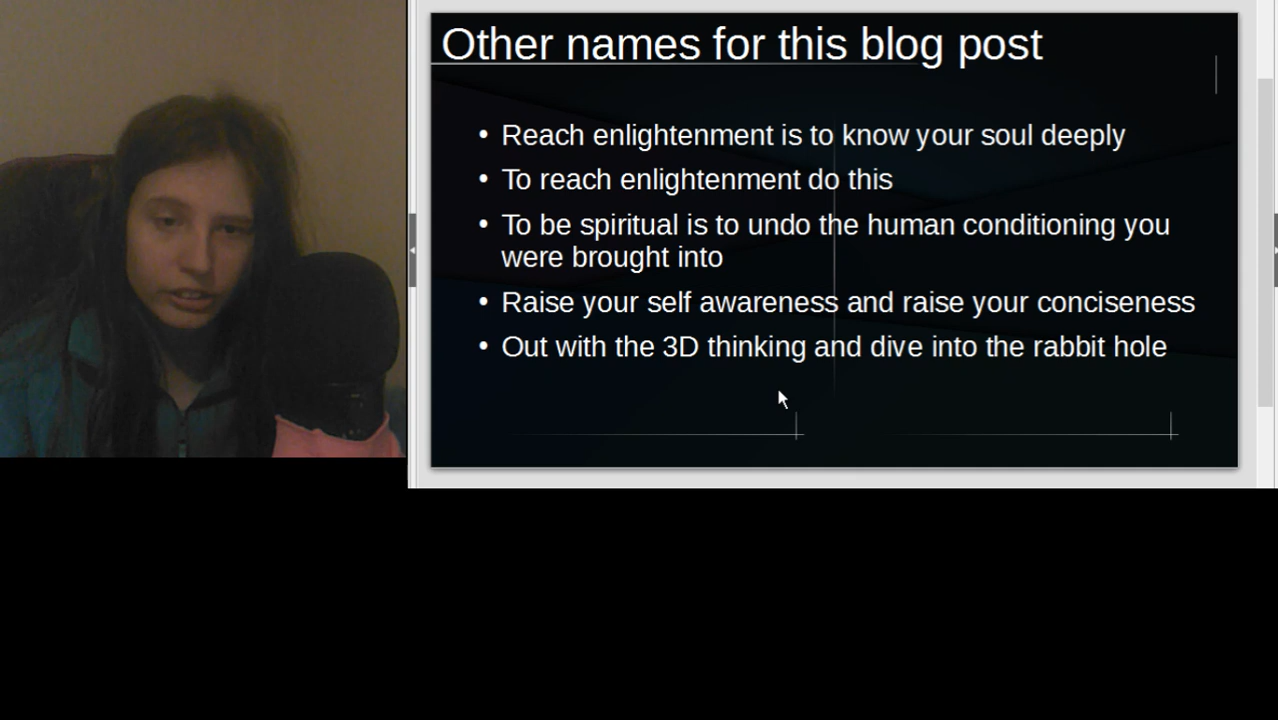 Other names for this blog post
• Reach enlightenment is to know your soul deeply
• To reach enlightenment do this
• To be spiritual is to undo the human conditioning you
were brought into
• Raise your self awareness and raise your conciseness
• Out with the 3D thinking and dive into the rabbit hole